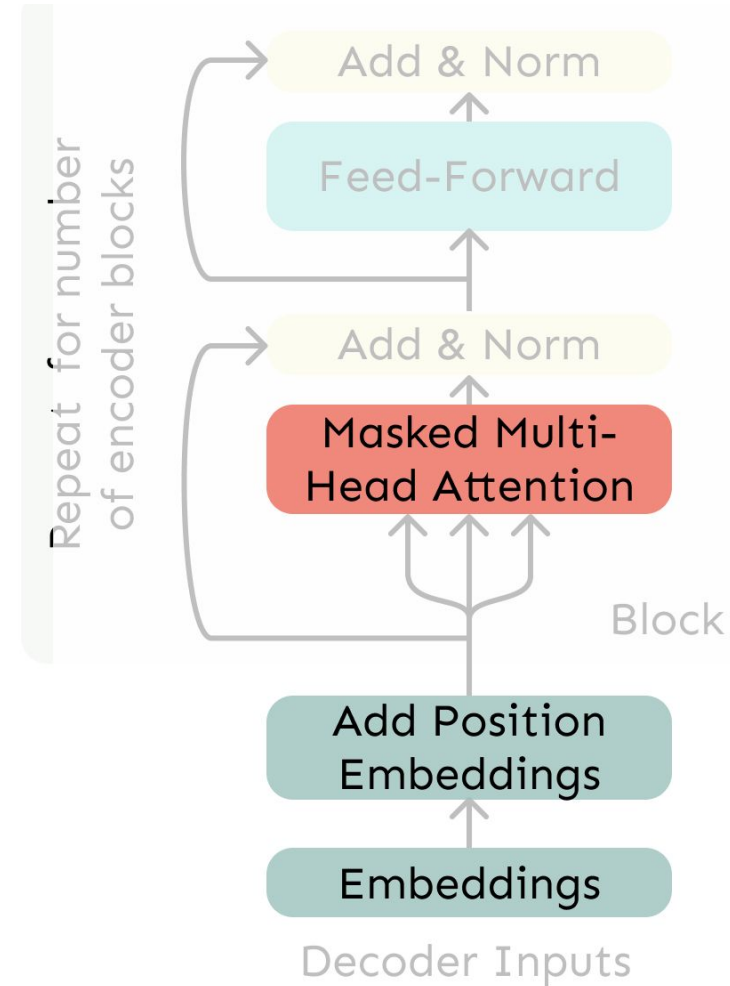 Add & Norm
Feed-Forward
Repeat for number
of encoder blocks
Add & Norm
Masked Multi-
Head Attention
Block
Add Position
Embeddings
Embeddings
Decoder Inputs